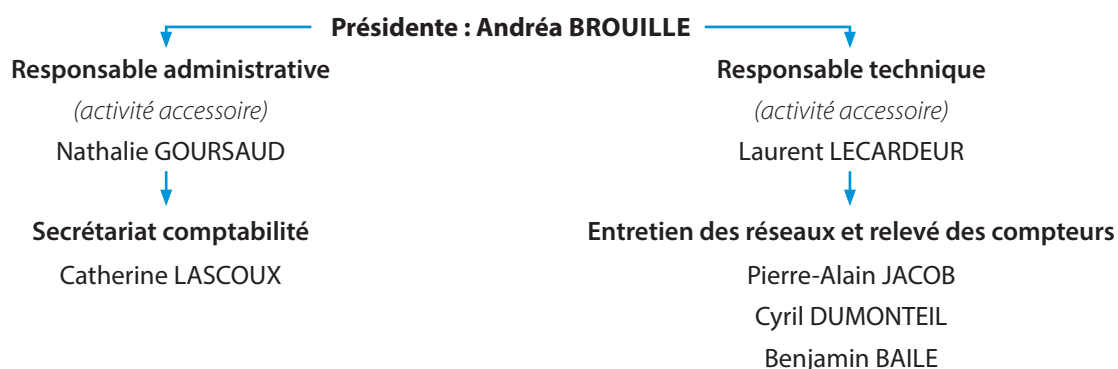 Présidente : Andréa BROUILLE
Responsable administrative
(activité accessoire)
Nathalie GOURSAUD
Secrétariat comptabilité
Catherine LASCOUX
Responsable technique
(activité accessoire)
Laurent LECARDEUR
Entretien des réseaux et relevé des compteurs
Pierre-Alain JACOB
Cyril DUMONTEIL
Benjamin BAILE